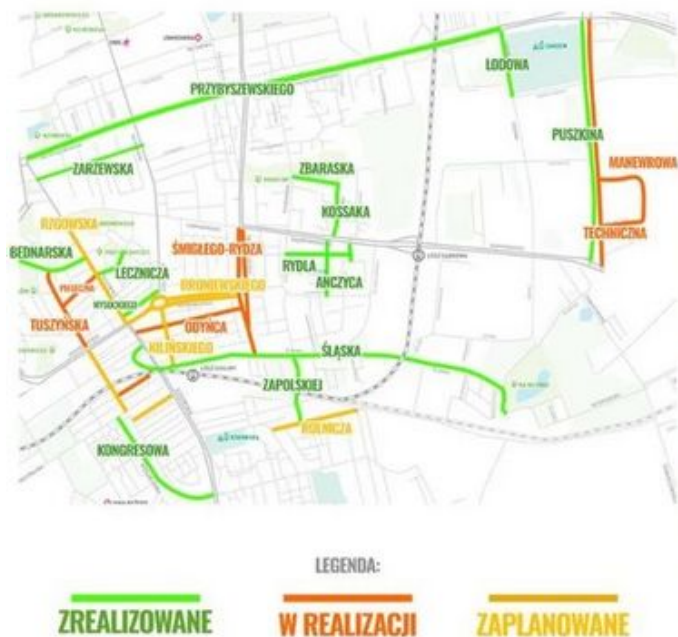 LODOWA
PRZYBYSZEWSKIEGO
PUSZKINA
MANEWROWA
ZARZEWSKA
ZBARASKA
KOSSAKA
RZGOWSKA
TECHNICZNA
ŚMIGŁEGO-RYDZA
BEDNARSKA
LECZNICZA
RYDLA
ANCZYCA
PIASECZNA
BRONIEWSKIEGO
WYSOCKIEGO
TUSZYŃSKA
ODYŃCA
KILIŃSKIEGO
ŚLĄSKA
ZAPOLSKIEJ
ROLNICZA
KONGRESOWA
LEGENDA:
ZREALIZOWANE W REALIZACJI ZAPLANOWANE